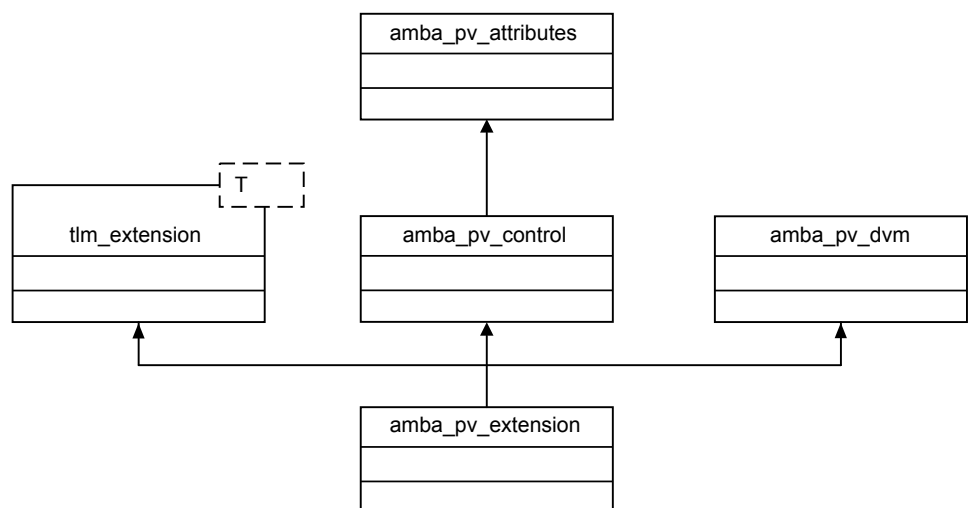 amba_pv_attributes
T
tlm_extension
amba_pv_control
amba_pv_dvm
amba_pv_extension